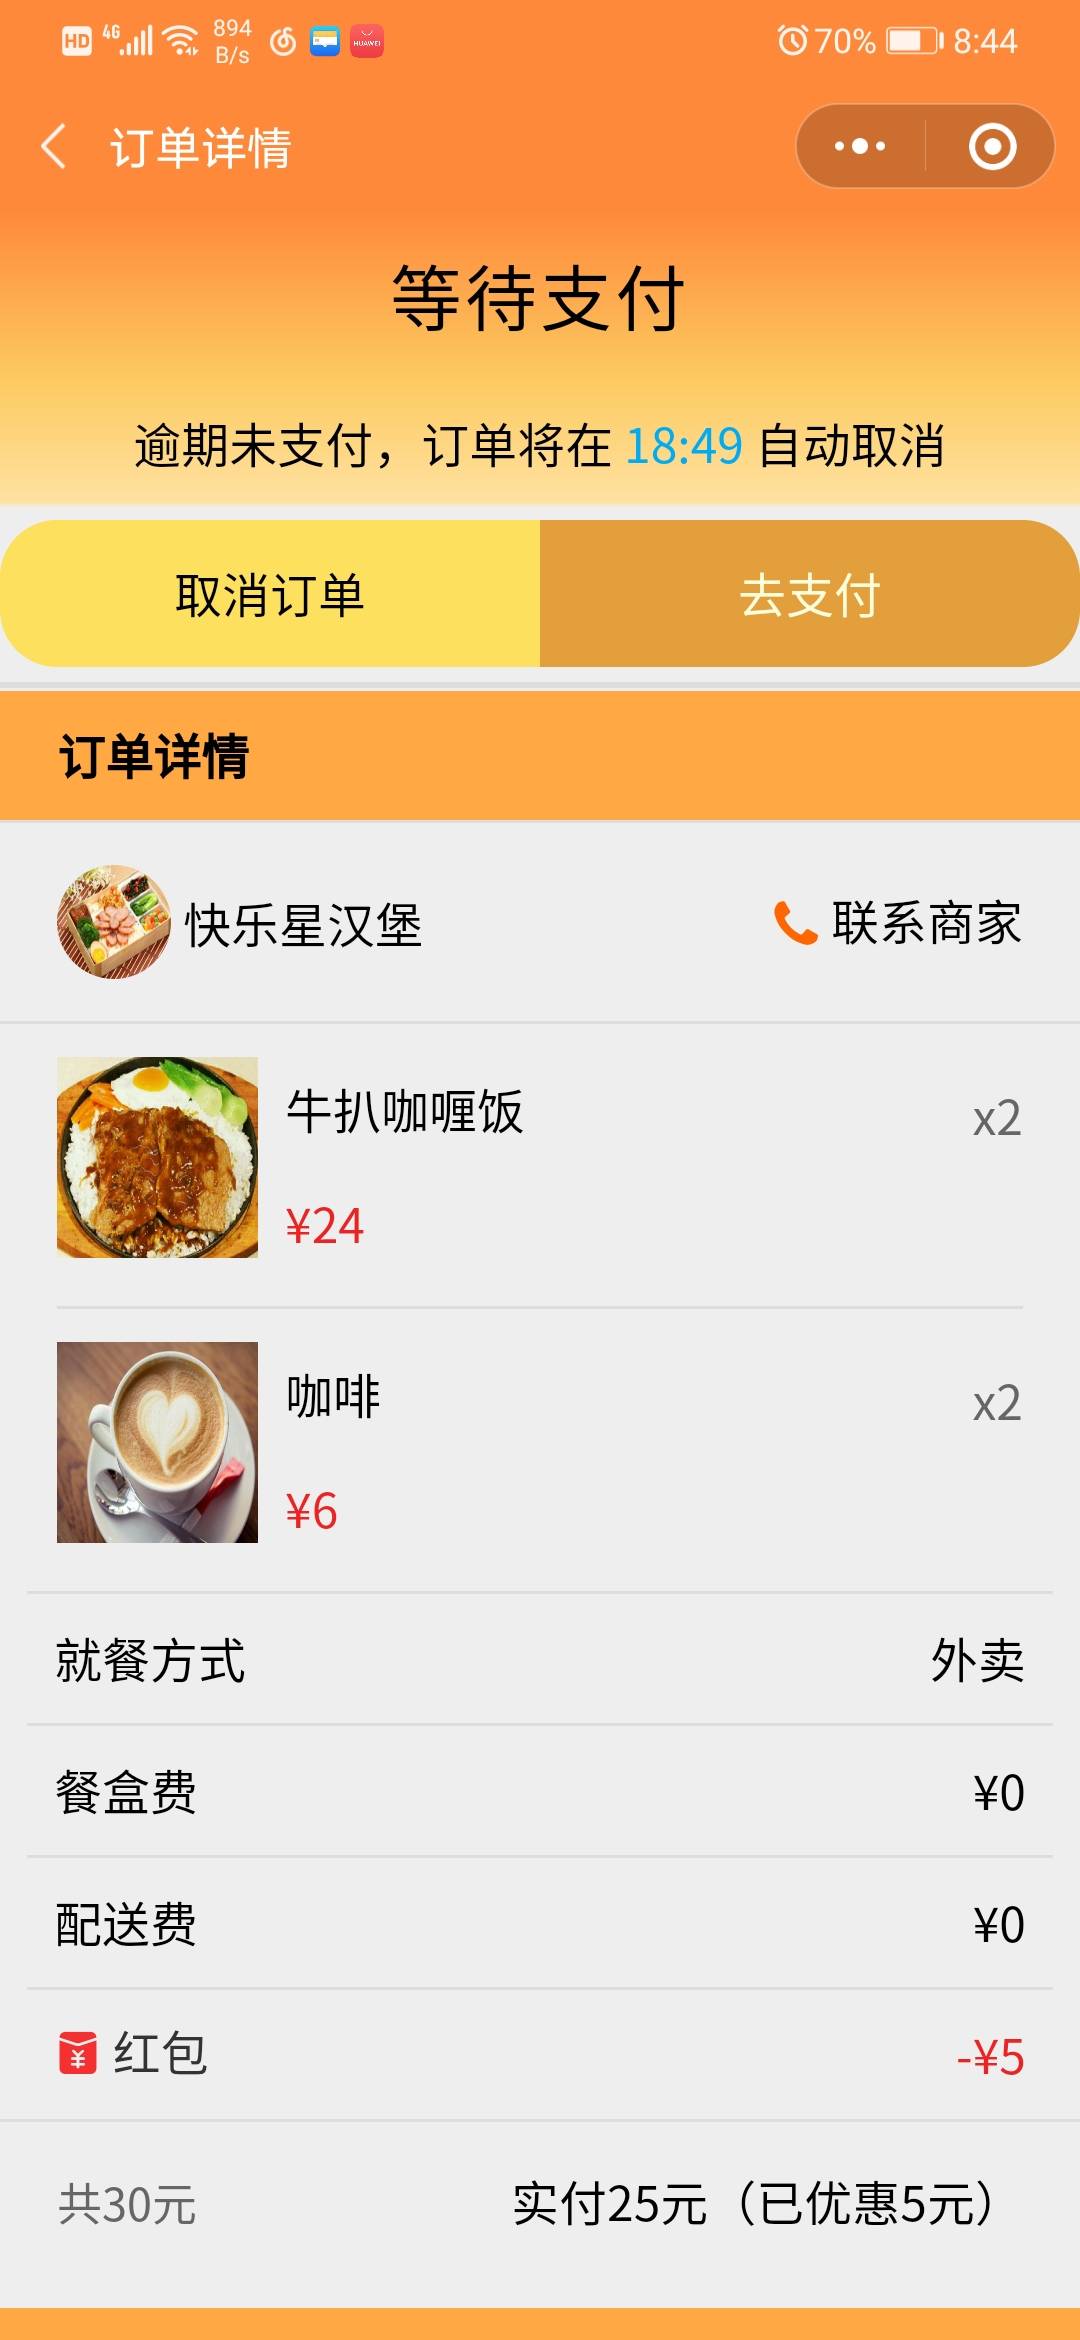 HD 4G 894 B/s HUAWEI 70% 8:44
订单详情
等待支付
逾期未支付，订单将在 18:49 自动取消
取消订单 去支付
订单详情
快乐星汉堡 联系商家
牛扒咖喱饭 x2
¥24
咖啡 x2
¥6
就餐方式 外卖
餐盒费 ¥0
配送费 ¥0
红包 -¥5
共30元 实付25元（已优惠5元）